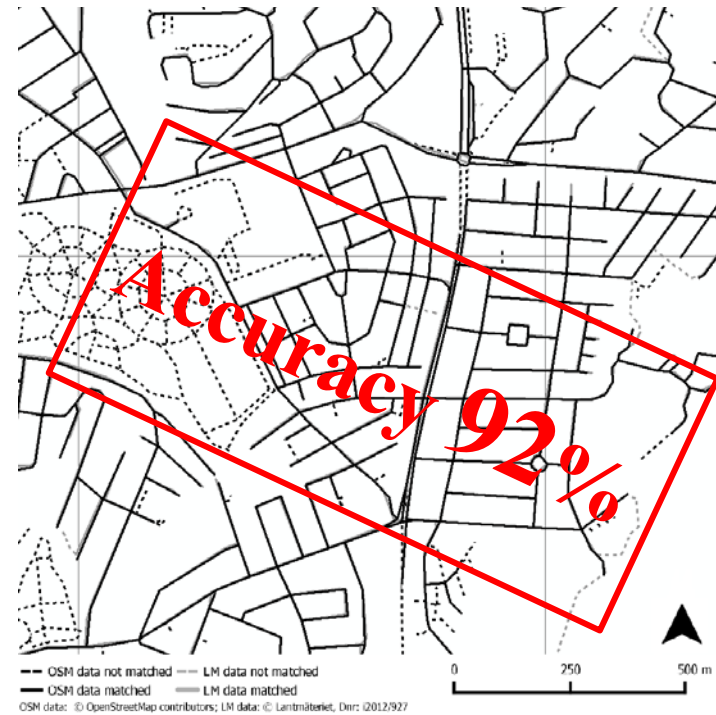 Accuracy 92%
OSM data not matched LM data not matched
OSM data matched LM data matched
0 250 500 m
OSM data: © OpenStreetMap contributors; LM data: © Lantmäteriet, Dnr: i2012/927